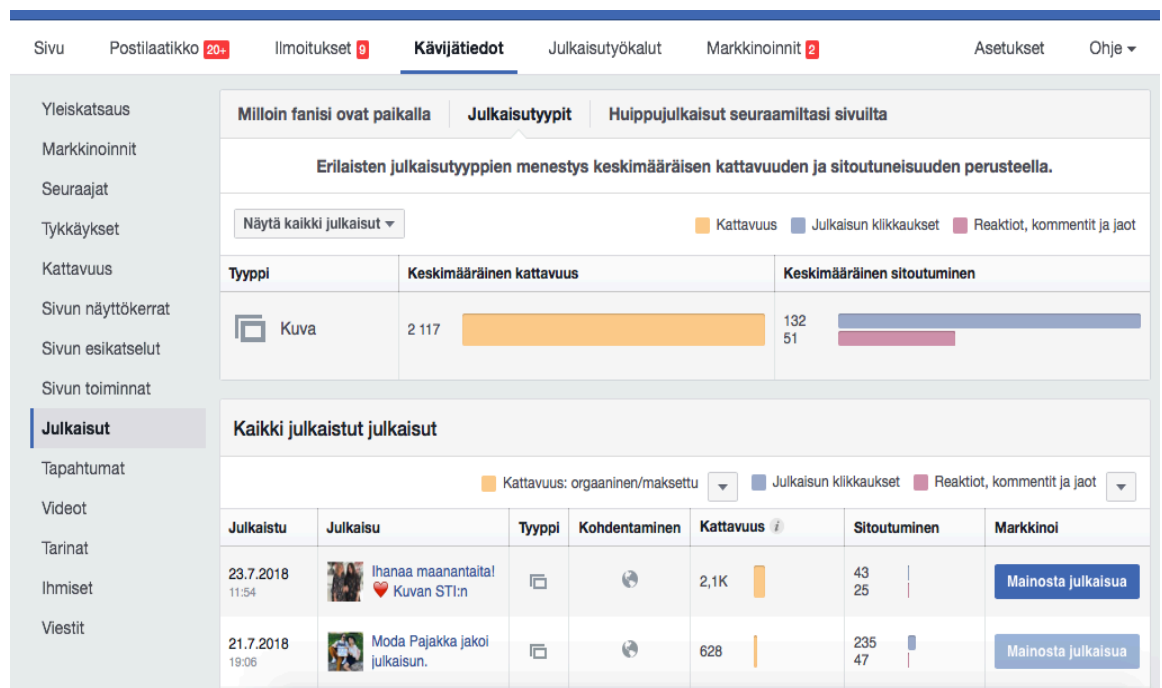 Sivu Postilaatikko 20+ Ilmoitukset 9 Kävijätiedot Julkaisutyökalut Markkinoinnit 2 Asetukset Ohje
Yleiskatsaus
Markkinoinnit
Seuraajat
Tykkäykset
Kattavuus
Sivun näyttökerrat
Sivun esikatselut
Sivun toiminnat
Julkaisut
Tapahtumat
Videot
Tarinat
Ihmiset
Viestit
Milloin fanisi ovat paikalla Julkaisutyypit Huippujulkaisut seuraamiltasi sivuilta
Erilaisten julkaisutyyppien menestys keskimääräisen kattavuuden ja sitoutuneisuuden perusteella.
Näytä kaikki julkaisut Kattavuus Julkaisun klikkaukset Reaktiot, kommentit ja jaot
Tyyppi Keskimääräinen kattavuus Keskimääräinen sitoutuminen
Kuva 2 117 132
51
Kaikki julkaistut julkaisut
Kattavuus: orgaaninen/maksettu Julkaisun klikkaukset Reaktiot, kommentit ja jaot
Julkaistu Julkaisu Tyyppi Kohdentaminen Kattavuus i Sitoutuminen Markkinoi
23.7.2018 Ihanaa maanantaita! 2,1K 43 Mainosta julkaisua
11:54 ❤️ Kuvan STI:n 25
21.7.2018 Moda Pajakka jakoi 628 235 Mainosta julkaisua
19:06 julkaisun. 47